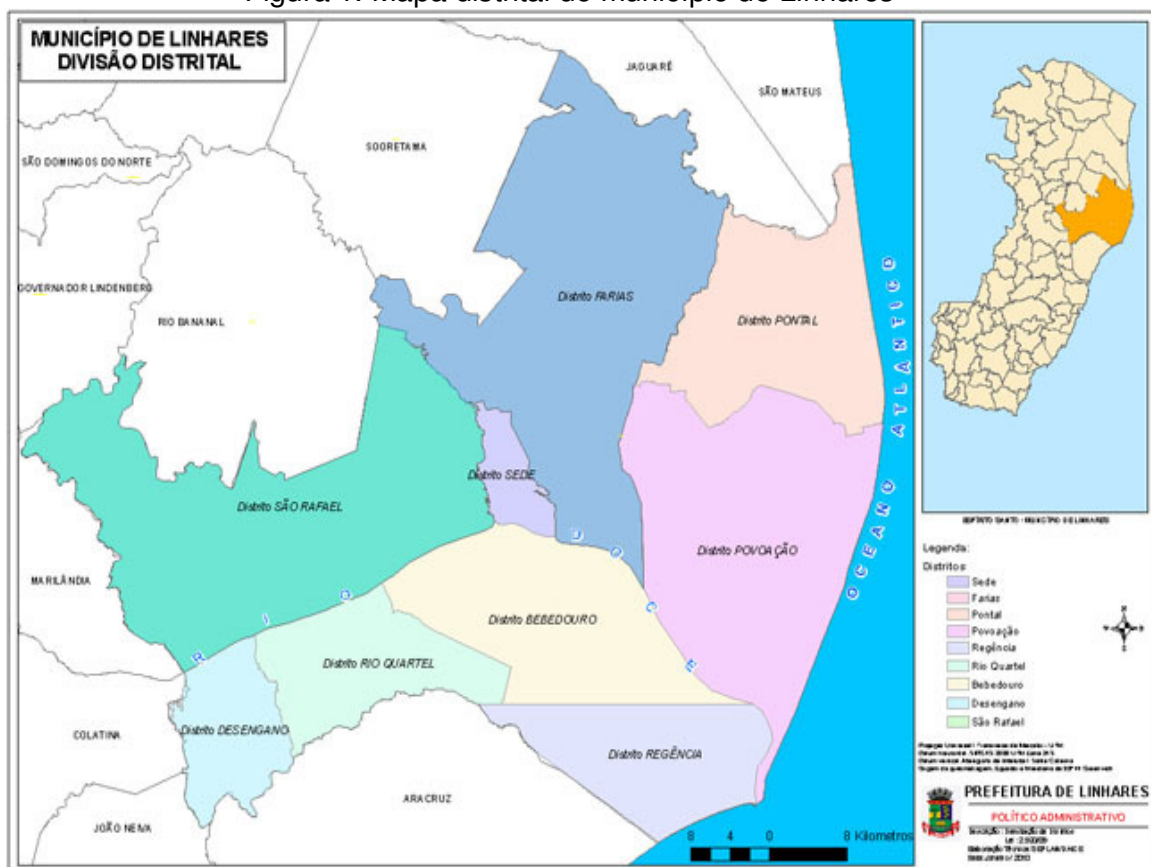 Figura 1: Mapa distrital do município de Linhares
MUNICÍPIO DE LINHARES
DIVISÃO DISTRITAL
JAGUARÉ
SÃO MATEUS
SOORETAMA
SÃO DOMINGOS DO NORTE
GOVERNADOR LINDENBERG
RIO BANANAL
Distrito FARIAS
Distrito PONTAL
Distrito SEDE
Distrito SÃO RAFAEL
Distrito POVOAÇÃO
MARILÂNDIA
Distrito BEBEDOURO
Distrito RIO QUARTEL
Distrito DESENGANO
COLATINA
Distrito REGÊNCIA
ARACRUZ
JOÃO NEIVA
RIO DOCE
OCEANO ATLANTICO
8 4 0 8 Kilometros
ESPÍRITO SANTO - MUNICÍPIO DE LINHARES
Legenda:
Distritos
Sede
Farias
Pontal
Povoação
Regência
Rio Quartel
Bebedouro
Desengano
São Rafael
PREFEITURA DE LINHARES
POLÍTICO ADMINISTRATIVO